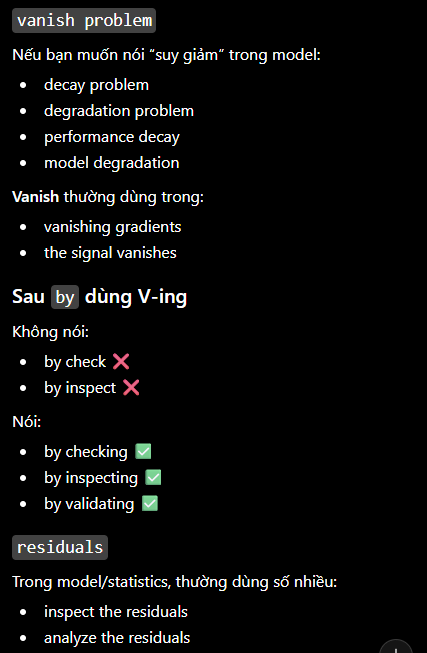 vanish problem
Nếu bạn muốn nói “suy giảm” trong model:
• decay problem
• degradation problem
• performance decay
• model degradation
Vanish thường dùng trong:
• vanishing gradients
• the signal vanishes
Sau by dùng V-ing
Không nói:
• by check ❌
• by inspect ❌
Nói:
• by checking ✅
• by inspecting ✅
• by validating ✅
residuals
Trong model/statistics, thường dùng số nhiều:
• inspect the residuals
• analyze the residuals